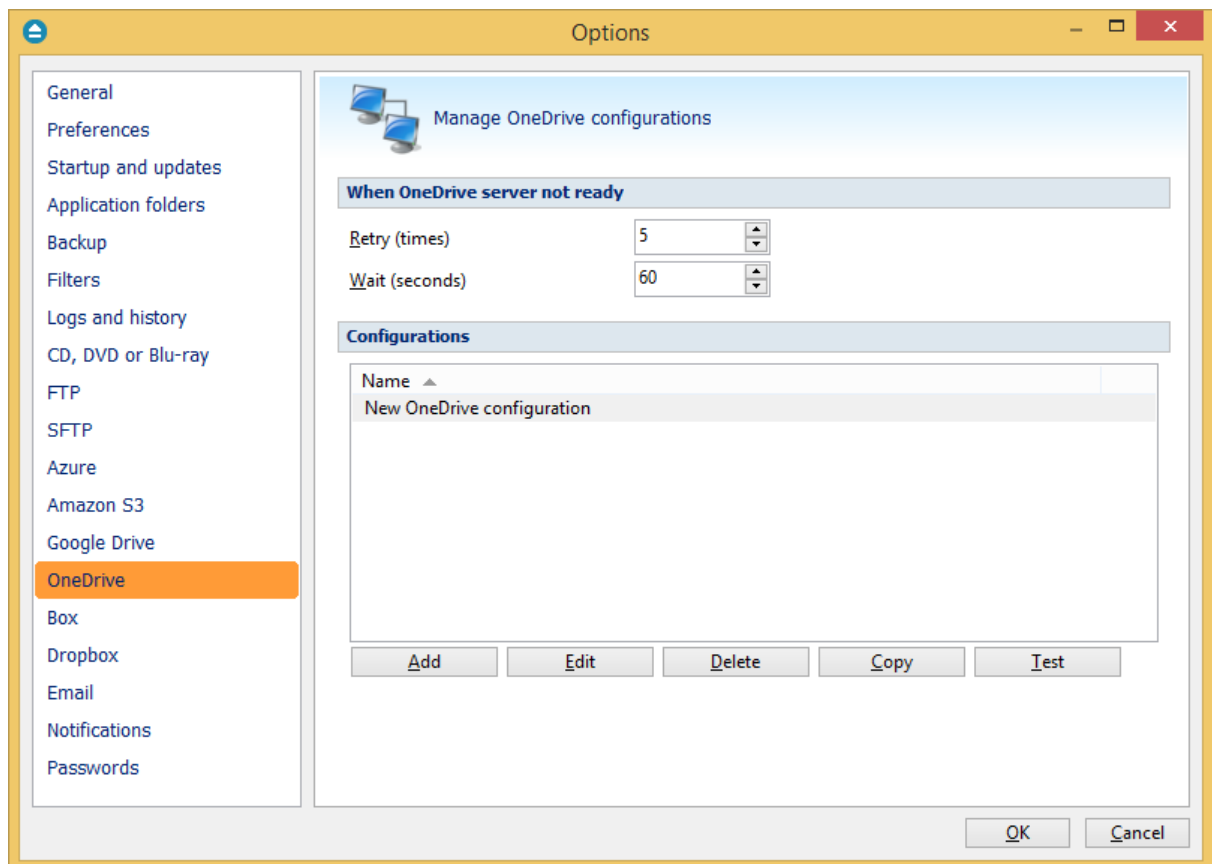 Options
General
Preferences
Startup and updates
Application folders
Backup
Filters
Logs and history
CD, DVD or Blu-ray
FTP
SFTP
Azure
Amazon S3
Google Drive
OneDrive
Box
Dropbox
Email
Notifications
Passwords
Manage OneDrive configurations
When OneDrive server not ready
Retry (times) 5
Wait (seconds) 60
Configurations
Name
New OneDrive configuration
Add Edit Delete Copy Test
OK Cancel